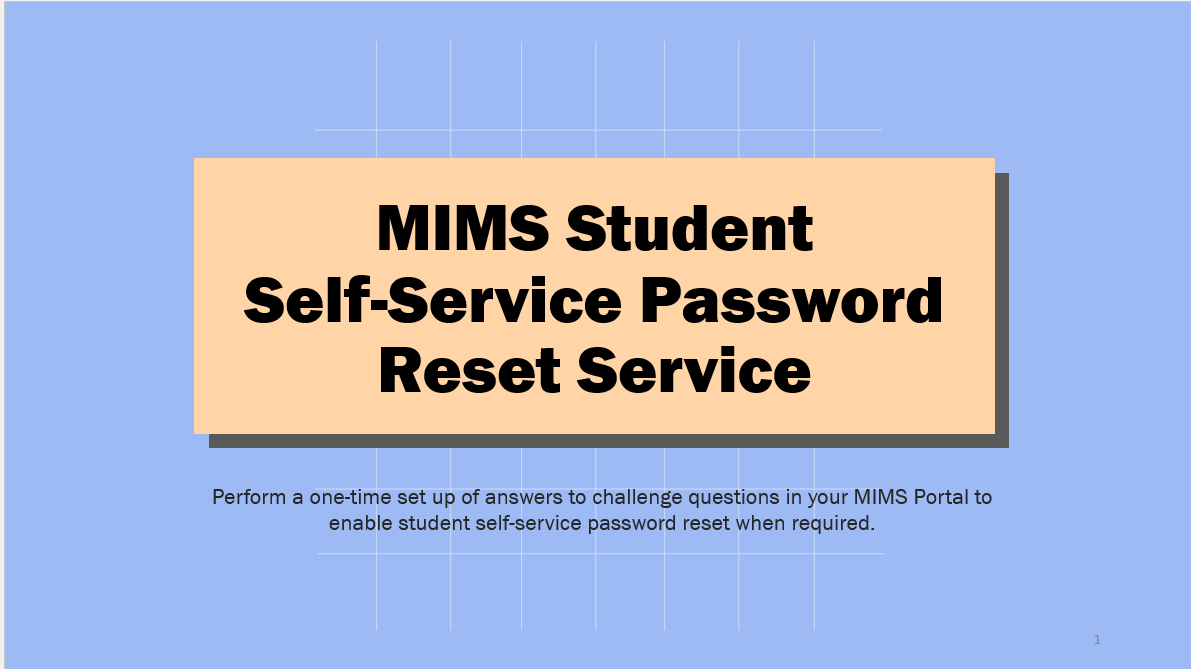 MIMS Student
Self-Service Password
Reset Service
Perform a one-time set up of answers to challenge questions in your MIMS Portal to
enable student self-service password reset when required.
1